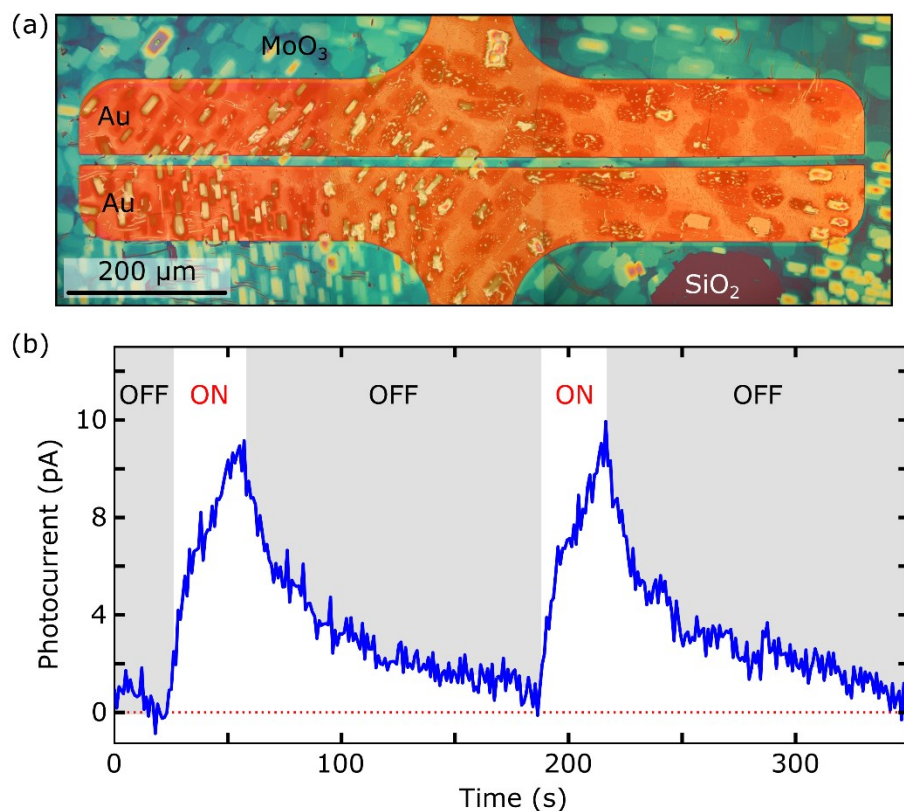 (a)
MoO₃
Au
Au
200 µm
SiO₂
(b)
OFF ON OFF ON OFF
10
8
4
0
Photocurrent (pA)
0 100 200 300
Time (s)